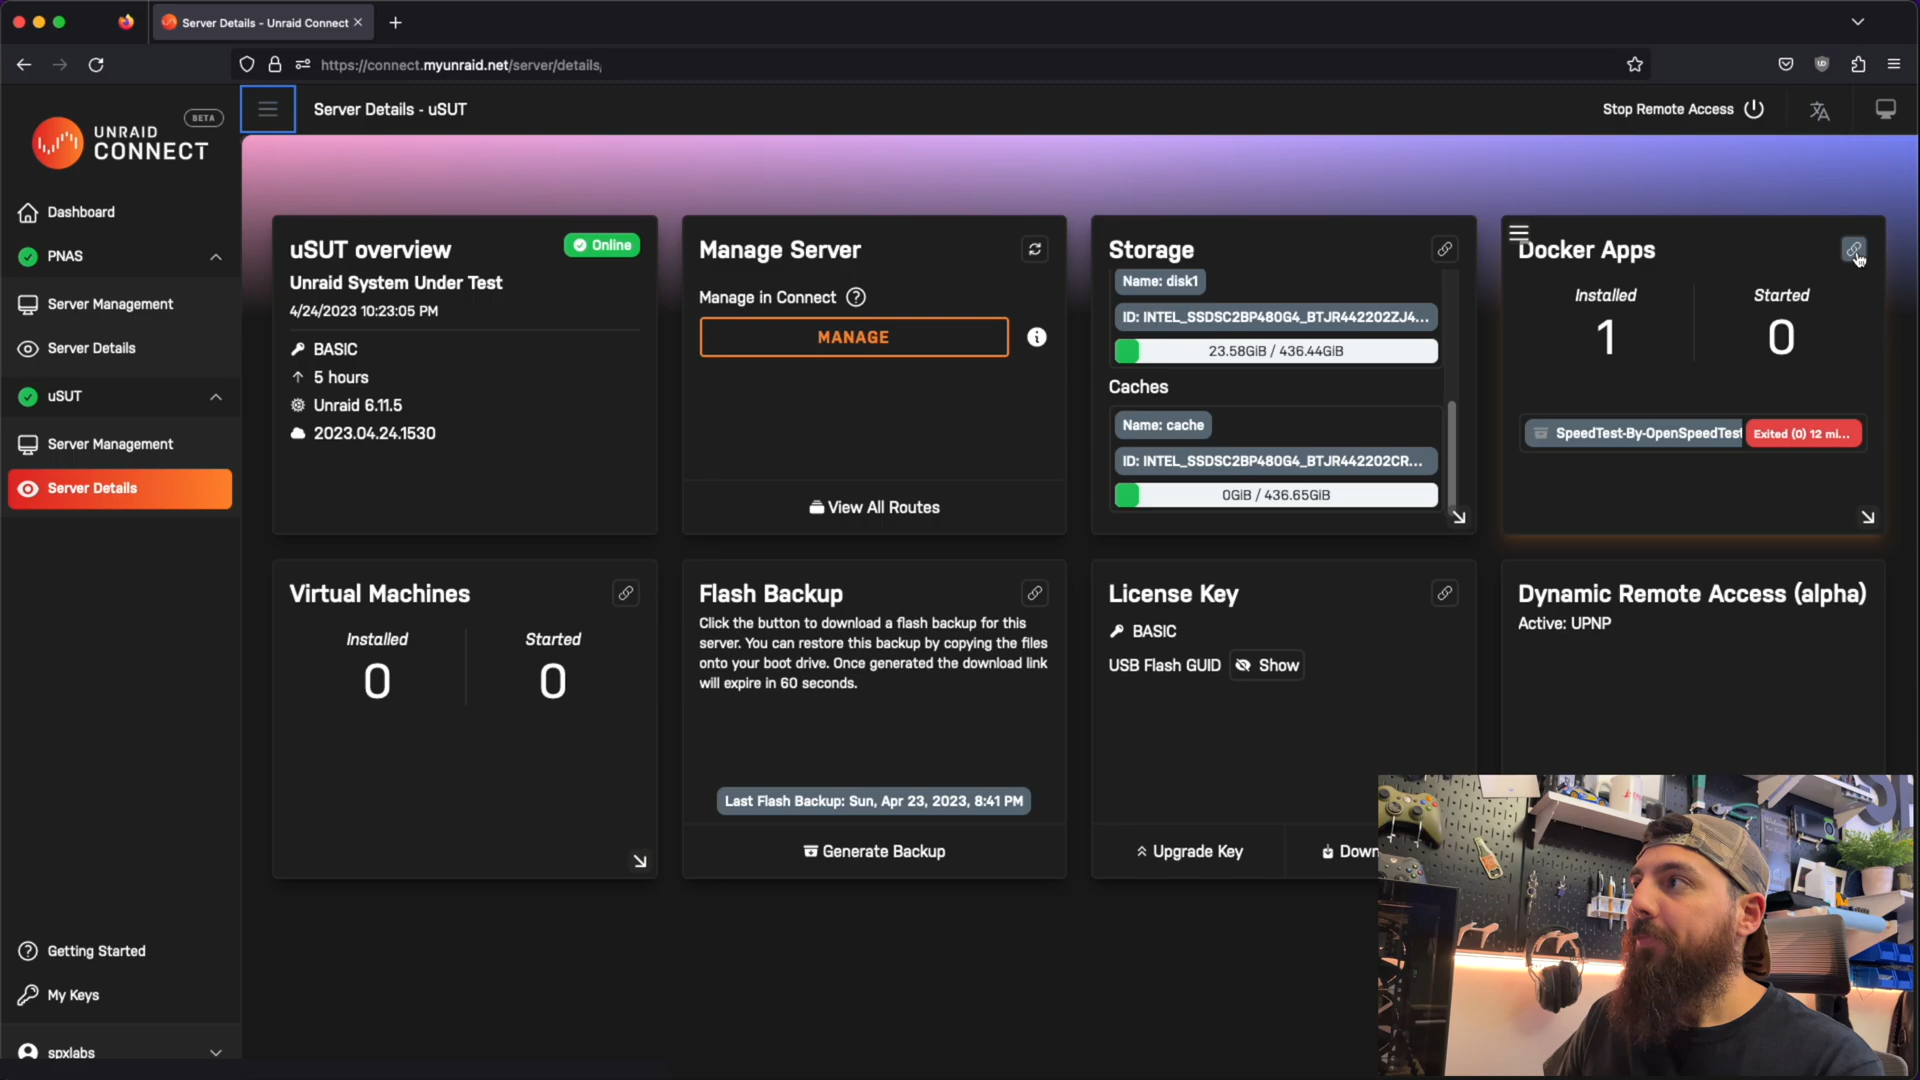 Server Details - Unraid Connect
https://connect.myunraid.net/server/details,
UNRAID CONNECT
BETA
Server Details - uSUT
Stop Remote Access
Dashboard
PNAS
Server Management
Server Details
uSUT
Server Management
Server Details
Getting Started
My Keys
spxlabs
uSUT overview
Online
Unraid System Under Test
4/24/2023 10:23:05 PM
BASIC
5 hours
Unraid 6.11.5
2023.04.24.1530
Manage Server
Manage in Connect
MANAGE
View All Routes
Storage
Name: disk1
ID: INTEL_SSDSC2BP480G4_BTJR442202ZJ4...
23.58GiB / 436.44GiB
Caches
Name: cache
ID: INTEL_SSDSC2BP480G4_BTJR442202CR...
0GiB / 436.65GiB
Docker Apps
Installed
Started
1
0
SpeedTest-By-OpenSpeedTest
Exited (0) 12 mi...
Virtual Machines
Installed
Started
0
0
Flash Backup
Click the button to download a flash backup for this
server. You can restore this backup by copying the files
onto your boot drive. Once generated the download link
will expire in 60 seconds.
Last Flash Backup: Sun, Apr 23, 2023, 8:41 PM
Generate Backup
License Key
BASIC
USB Flash GUID
Show
Upgrade Key
Down
Dynamic Remote Access (alpha)
Active: UPNP